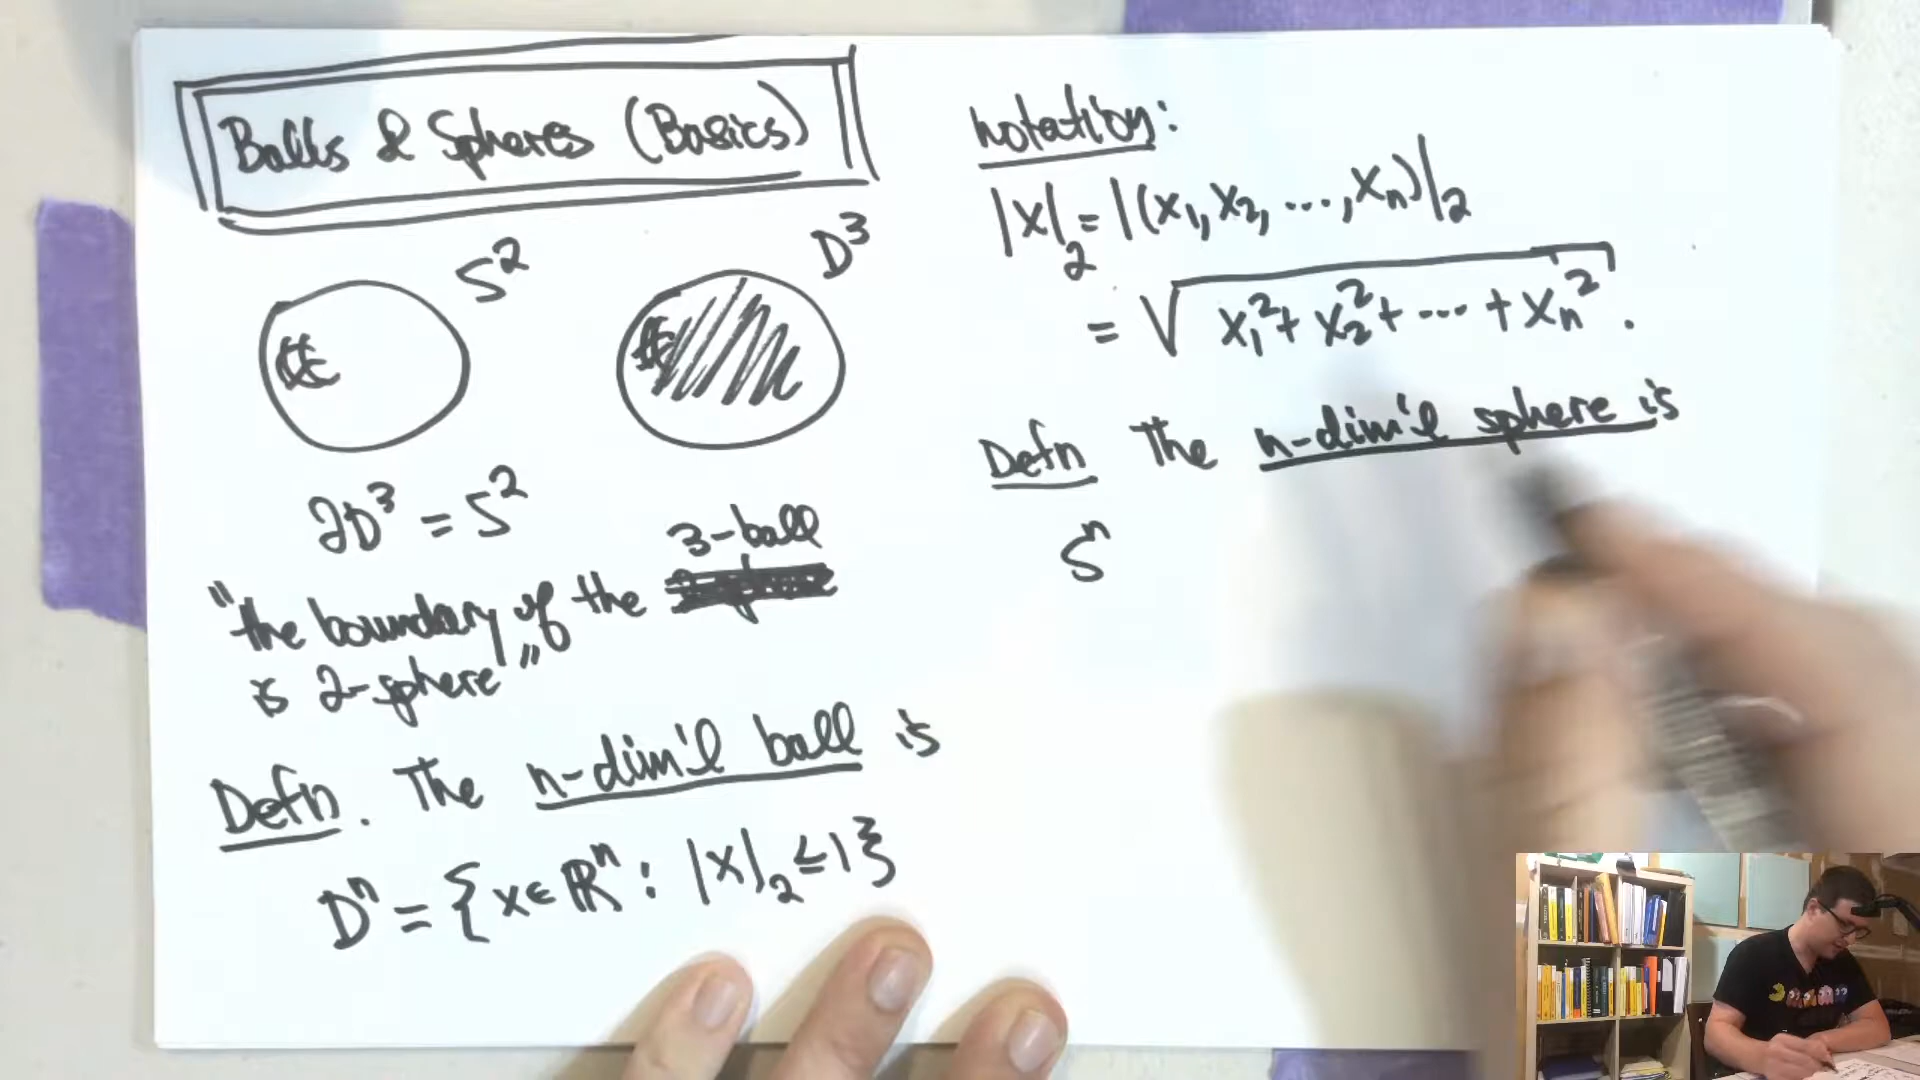 Balls & Spheres (Basics)
S²
D³
∂D³ = S²
"the boundary of the 3-ball
is 2-sphere"
Defn. The n-dim'l ball is
Dⁿ = {x ∈ ℝⁿ : |x|₂ ≤ 1}
notation:
|x|₂ = |(x₁, x₂, ..., xₙ)|₂
= √(x₁² + x₂² + ... + xₙ²).
Defn The n-dim'l sphere is
Sⁿ